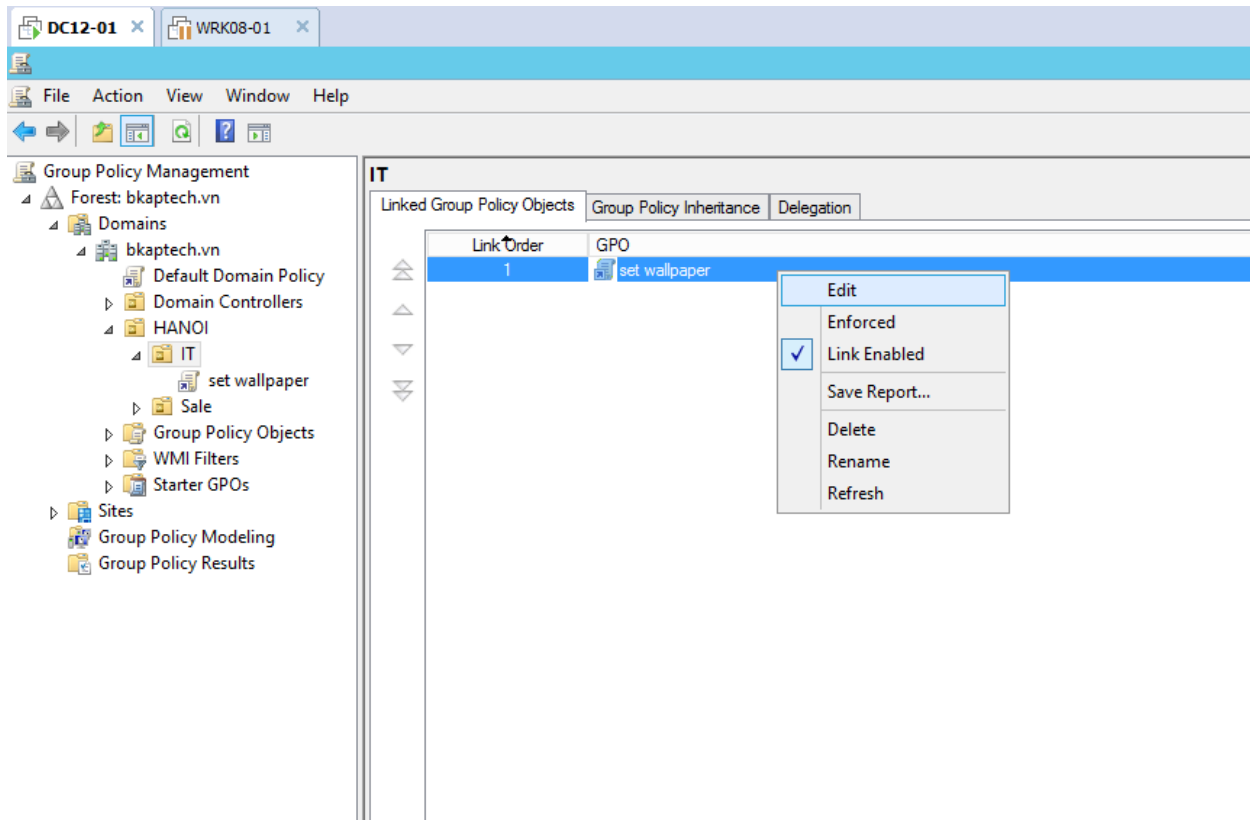 DC12-01 WRK08-01
File Action View Window Help
Group Policy Management
Forest: bkaptech.vn
Domains
bkaptech.vn
Default Domain Policy
Domain Controllers
HANOI
IT
set wallpaper
Sale
Group Policy Objects
WMI Filters
Starter GPOs
Sites
Group Policy Modeling
Group Policy Results
IT
Linked Group Policy Objects Group Policy Inheritance Delegation
Link Order GPO
1 set wallpaper
Edit
Enforced
Link Enabled
Save Report...
Delete
Rename
Refresh